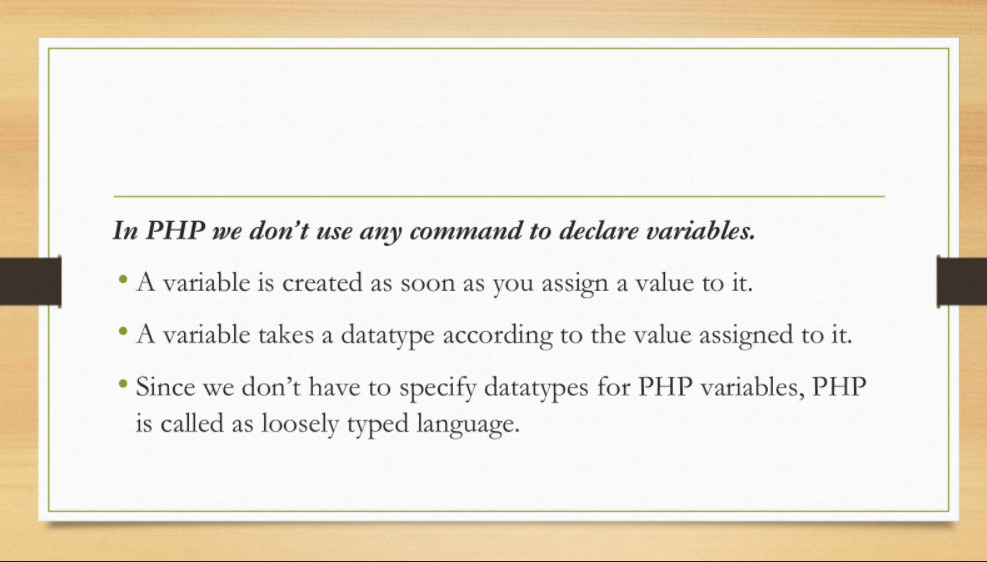 In PHP we don’t use any command to declare variables.
• A variable is created as soon as you assign a value to it.
• A variable takes a datatype according to the value assigned to it.
• Since we don’t have to specify datatypes for PHP variables, PHP
is called as loosely typed language.